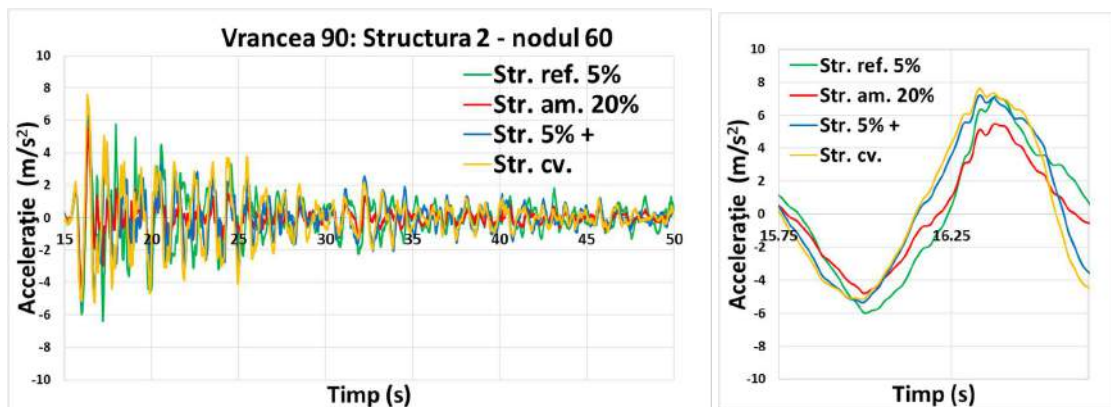 Vrancea 90: Structura 2 - nodul 60
Str. ref. 5%
Str. am. 20%
Str. 5% +
Str. cv.
Accelerație (m/s²)
10
8
6
4
2
0
-2
-4
-6
-8
-10
15
20
25
30
35
40
45
50
Timp (s)
Str. ref. 5%
Str. am. 20%
Str. 5% +
Str. cv.
Accelerație (m/s²)
10
8
6
4
2
0
-2
-4
-6
-8
-10
15.75
16.25
Timp (s)